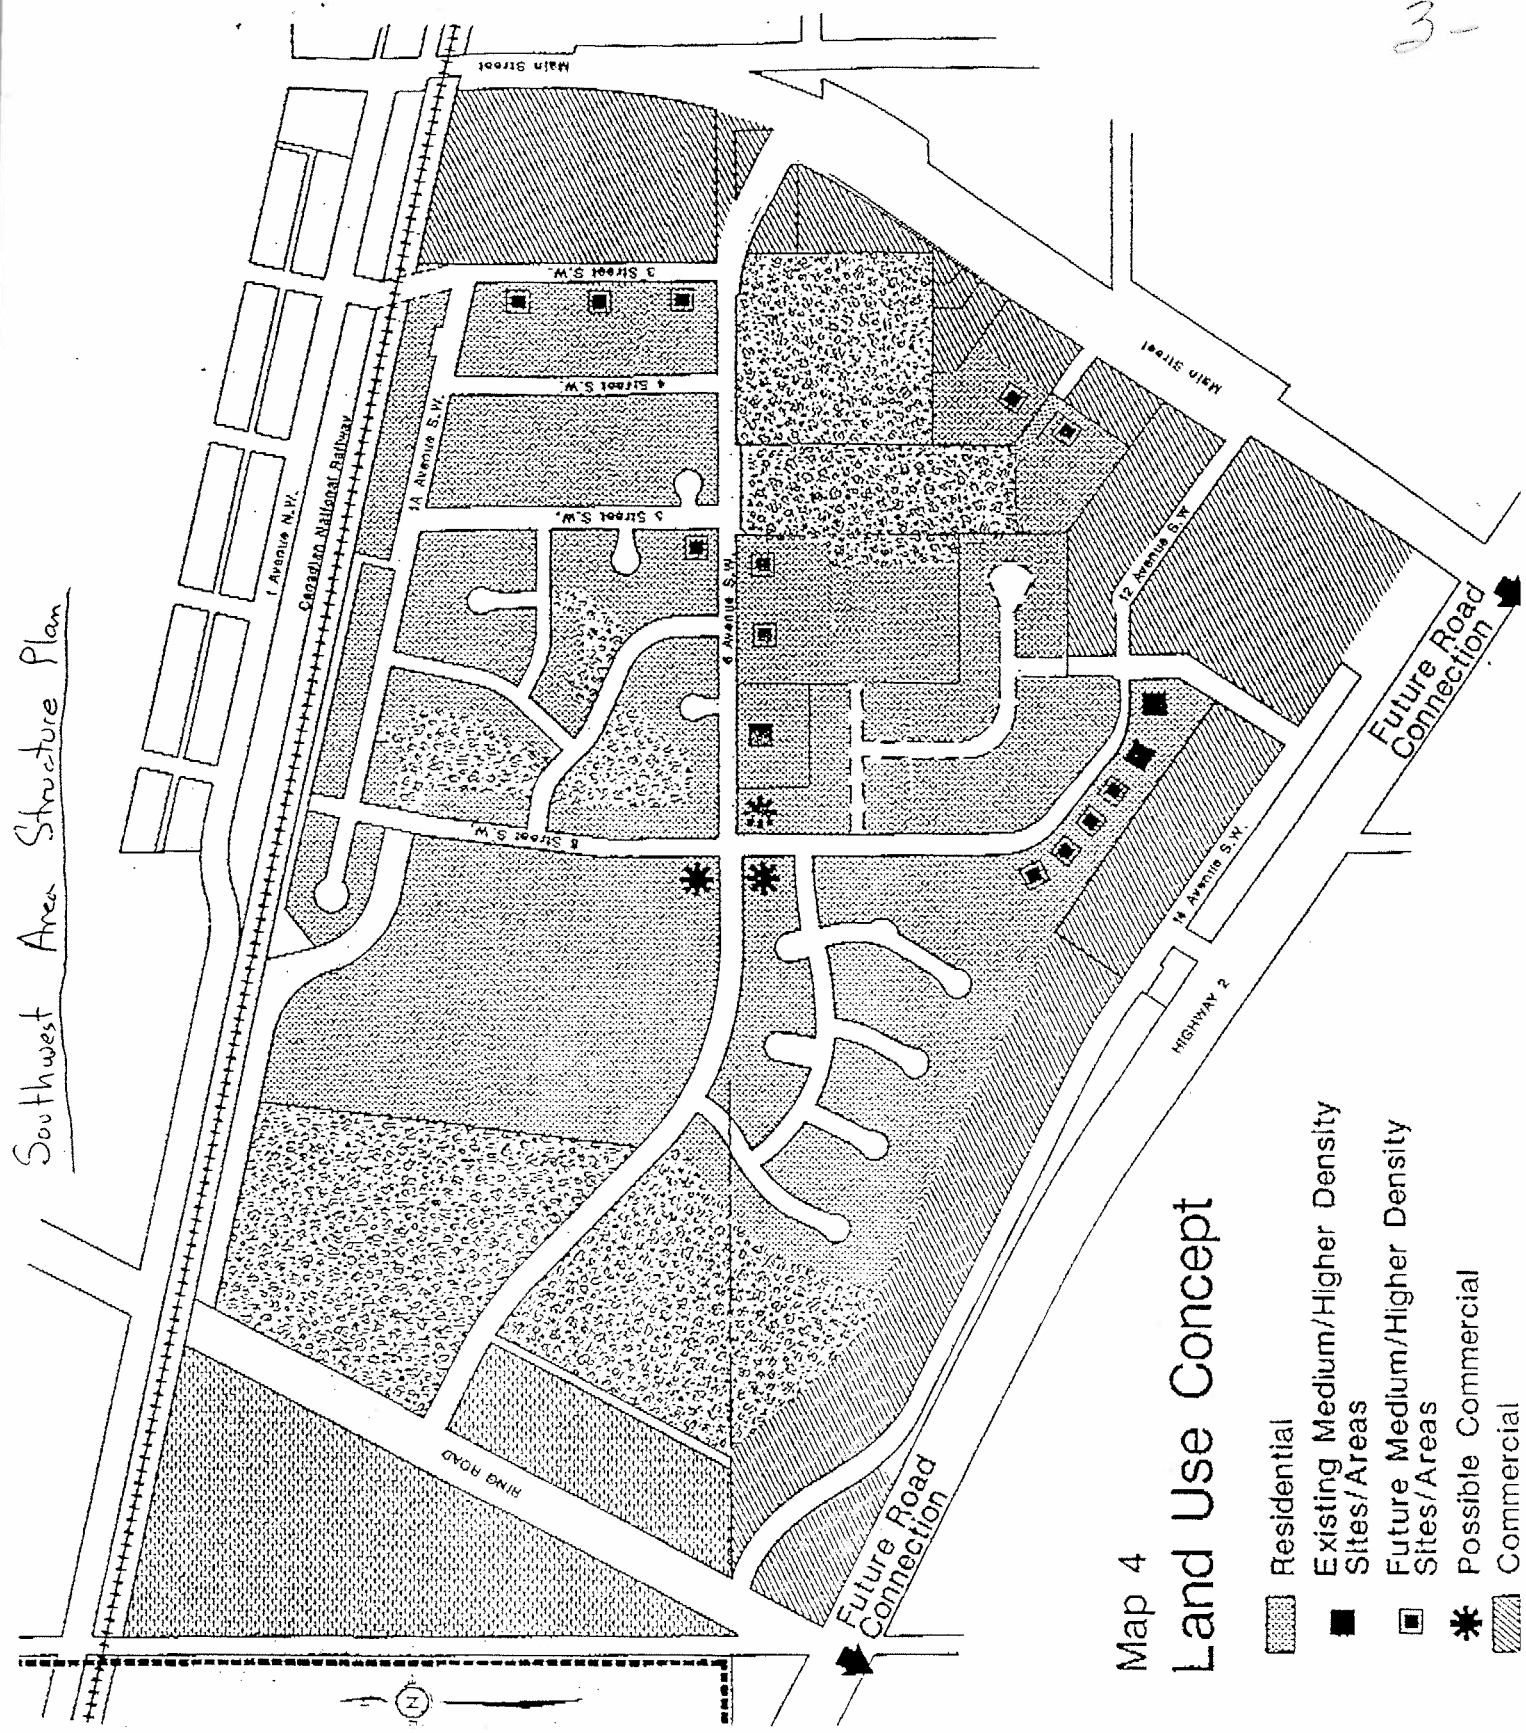 Southwest Area Structure Plan
3-
Main Street
1 Avenue N.W.
Canadian National Railway
1A Avenue S.W.
3 Street S.W.
4 Street S.W.
5 Street S.W.
8 Street S.W.
6 Avenue S.W.
Main Street
12 Avenue S.W
14 Avenue S.W.
HIGHWAY 2
RING ROAD
Future Road
Connection
Future Road
Connection
N
Map 4
Land Use Concept
Residential
Existing Medium/Higher Density
Sites/Areas
Future Medium/Higher Density
Sites/Areas
Possible Commercial
Commercial